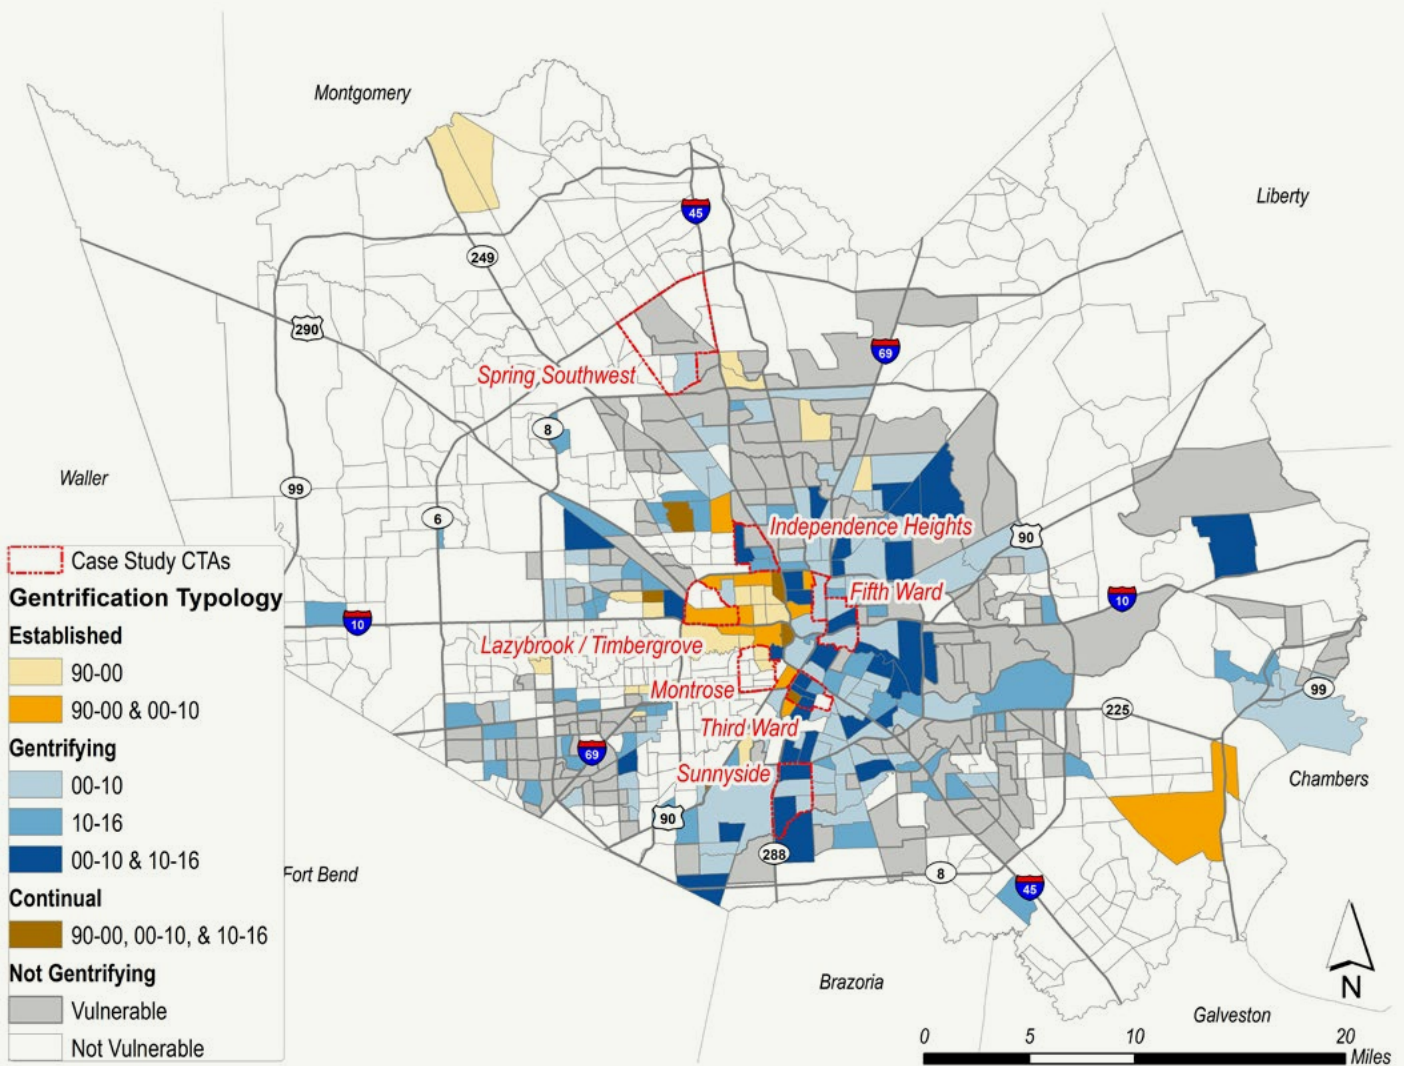 Montgomery
Liberty
45
249
290
69
Spring Southwest
8
Waller
99
6
Independence Heights
90
Case Study CTAs
Gentrification Typology
Established
90-00
90-00 & 00-10
Gentrifying
00-10
10-16
00-10 & 10-16
Continual
90-00, 00-10, & 10-16
Not Gentrifying
Vulnerable
Not Vulnerable
10
Fifth Ward
10
Lazybrook / Timbergrove
Montrose
99
225
Third Ward
69
Sunnyside
Chambers
90
288
Fort Bend
8
45
Brazoria
N
Galveston
0 5 10 20
Miles